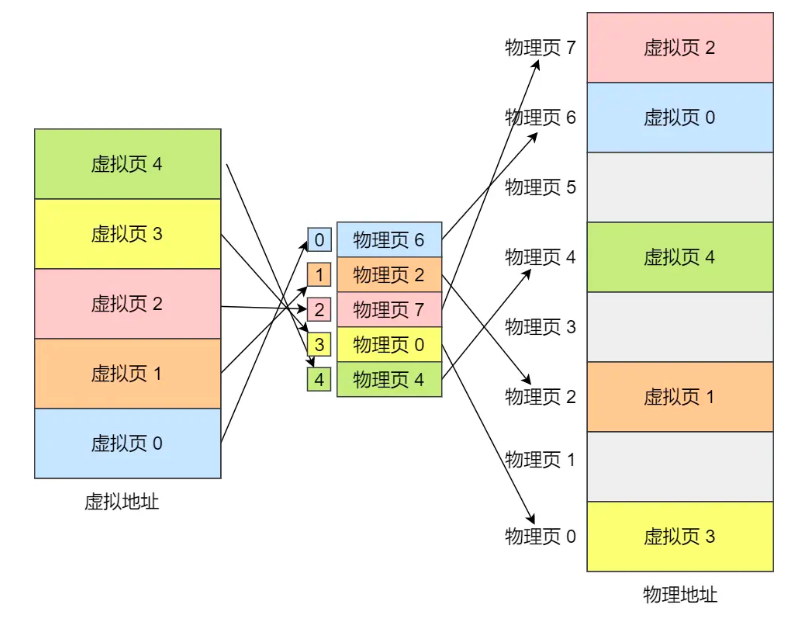 虚拟页 4
虚拟页 3
虚拟页 2
虚拟页 1
虚拟页 0
虚拟地址
0 物理页 6
1 物理页 2
2 物理页 7
3 物理页 0
4 物理页 4
物理页 7 虚拟页 2
物理页 6 虚拟页 0
物理页 5
物理页 4 虚拟页 4
物理页 3
物理页 2 虚拟页 1
物理页 1
物理页 0 虚拟页 3
物理地址